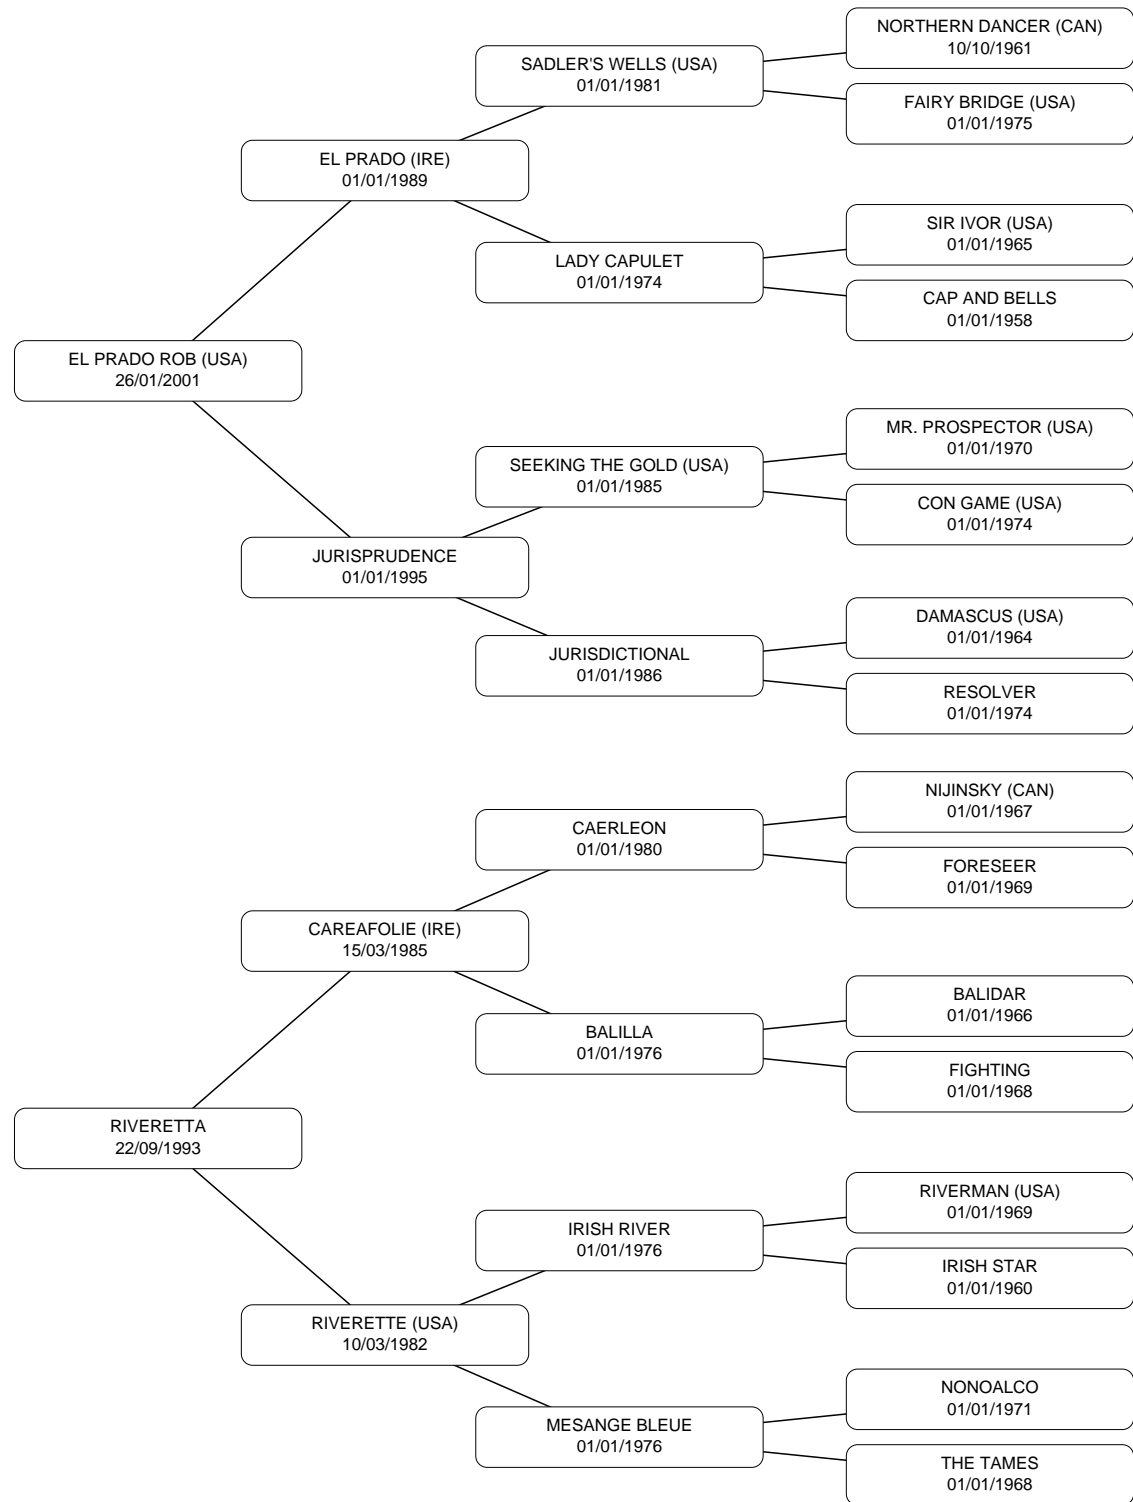 NORTHERN DANCER (CAN)
10/10/1961
SADLER'S WELLS (USA)
01/01/1981
FAIRY BRIDGE (USA)
01/01/1975
EL PRADO (IRE)
01/01/1989
SIR IVOR (USA)
01/01/1965
LADY CAPULET
01/01/1974
CAP AND BELLS
01/01/1958
EL PRADO ROB (USA)
26/01/2001
MR. PROSPECTOR (USA)
01/01/1970
SEEKING THE GOLD (USA)
01/01/1985
CON GAME (USA)
01/01/1974
JURISPRUDENCE
01/01/1995
DAMASCUS (USA)
01/01/1964
JURISDICTIONAL
01/01/1986
RESOLVER
01/01/1974
NIJINSKY (CAN)
01/01/1967
CAERLEON
01/01/1980
FORESEER
01/01/1969
CAREAFOLIE (IRE)
15/03/1985
BALIDAR
01/01/1966
BALILLA
01/01/1976
FIGHTING
01/01/1968
RIVERETTA
22/09/1993
RIVERMAN (USA)
01/01/1969
IRISH RIVER
01/01/1976
IRISH STAR
01/01/1960
RIVERETTE (USA)
10/03/1982
NONOALCO
01/01/1971
MESANGE BLEUE
01/01/1976
THE TAMES
01/01/1968